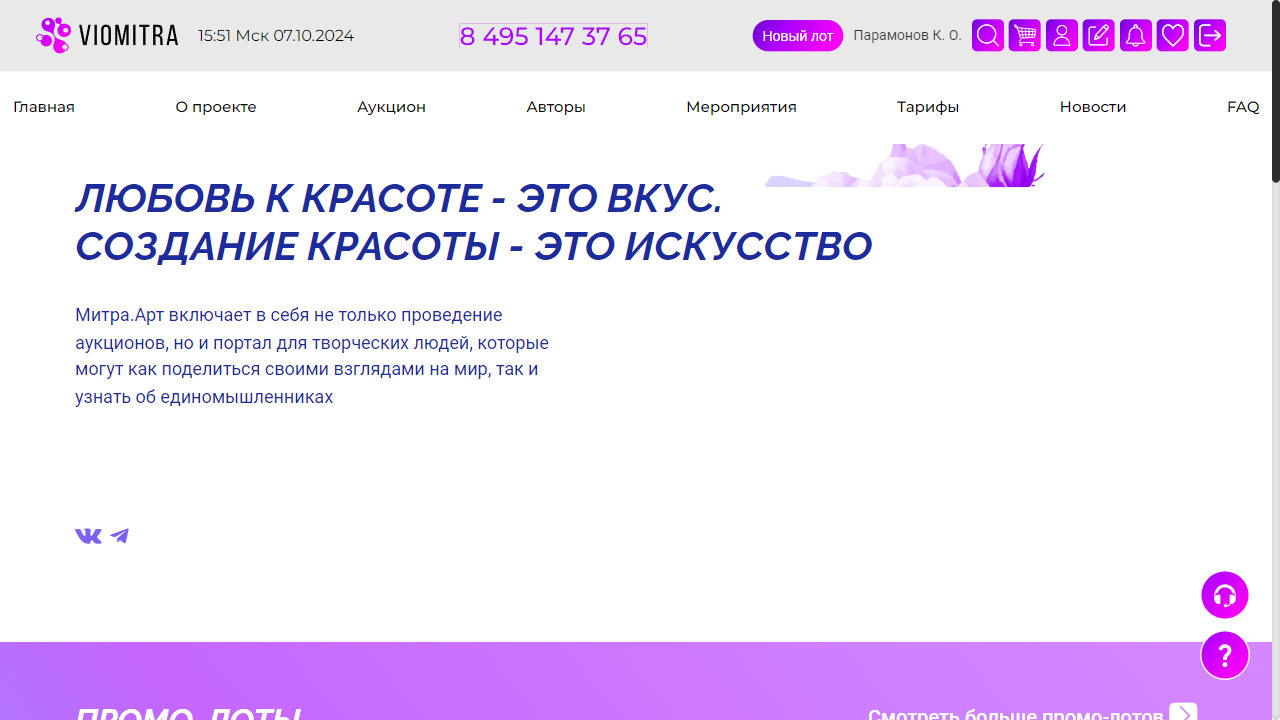 VIOMITRA
15:51 Мск 07.10.2024
8 495 147 37 65
Новый лот
Парамонов К. О.
Главная
О проекте
Аукцион
Авторы
Мероприятия
Тарифы
Новости
FAQ
ЛЮБОВЬ К КРАСОТЕ - ЭТО ВКУС.
СОЗДАНИЕ КРАСОТЫ - ЭТО ИСКУССТВО
Митра.Арт включает в себя не только проведение
аукционов, но и портал для творческих людей, которые
могут как поделиться своими взглядами на мир, так и
узнать об единомышленниках
?
ПРОМО-ЛОТЫ
Смотреть больше промо-лотов